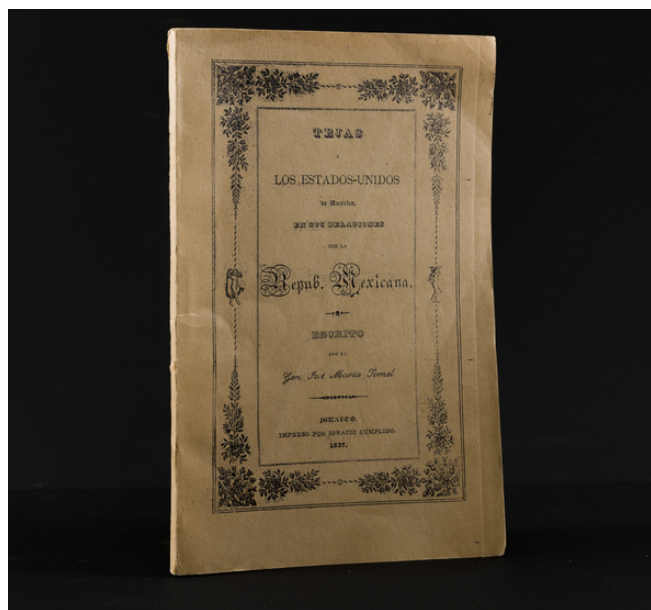 TEJAS
Y
LOS ESTADOS-UNIDOS
de América,
EN SUS RELACIONES
CON LA
Repub. Mexicana.
ESCRITO
POR EL
Gen. José María Tornel
MEXICO.
IMPRESO POR IGNACIO CUMPLIDO.
1837.